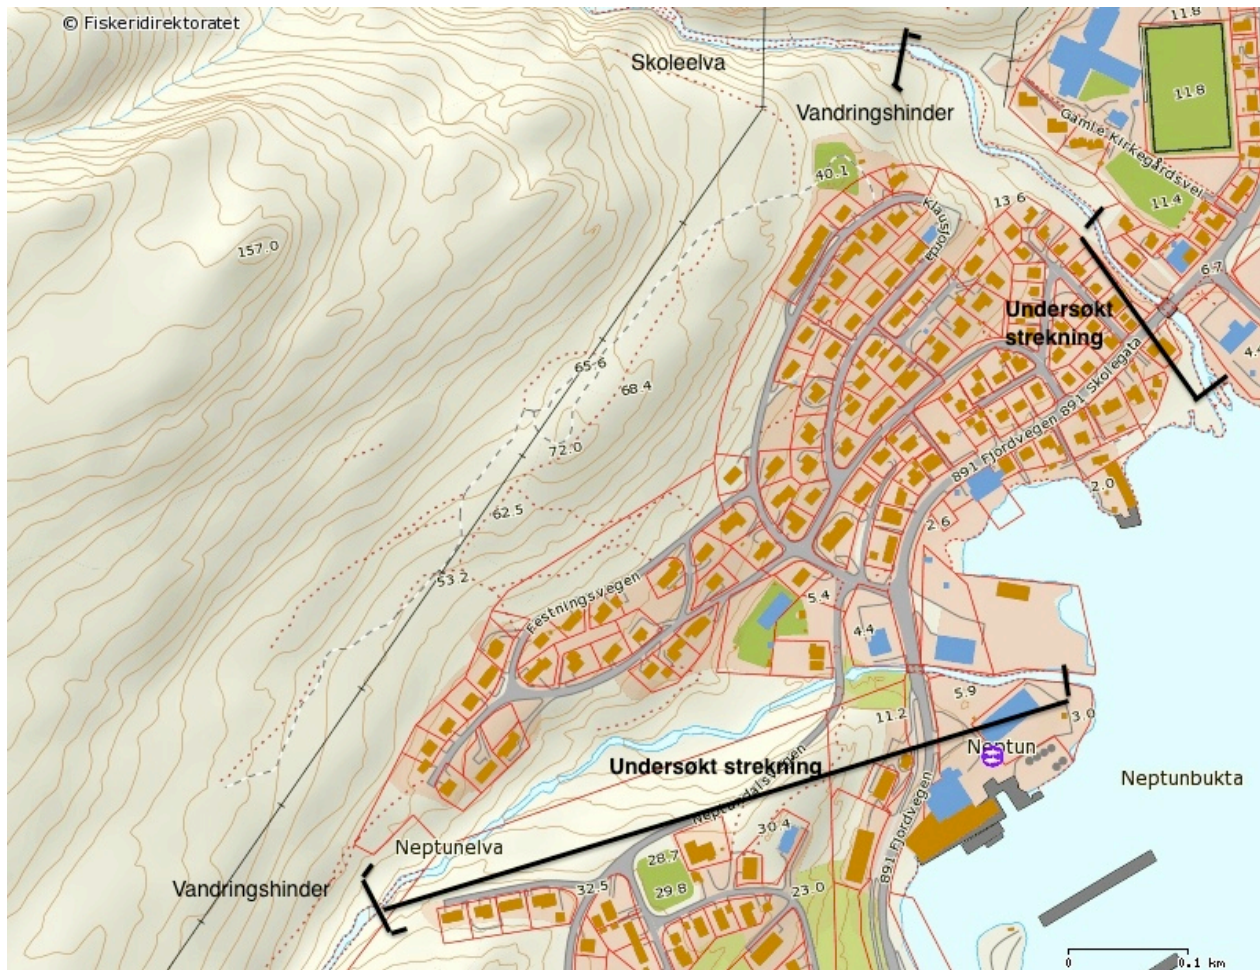 © Fiskeridirektoratet
11.8
Skoleelva
11.8
Vandringshinder
Gamle Kirkegårdsvei
40.1
11.4
13 6
Klausjorda
157.0
6.7
Undersøkt
strekning
4.4
65.6
68.4
891 Fjordvegen 891 Skolegata
72.0
2.0
62.5
2 6
53.2
Festningsvegen
5.4
4.4
5.9
11.2
3 0
Neptun
Undersøkt strekning
Neptunbukta
Neptundalsvegen
30.4
891 Fjordvegen
Neptunelva
28.7
Vandringshinder
32.5
29.8
23.0
0
0.1 km